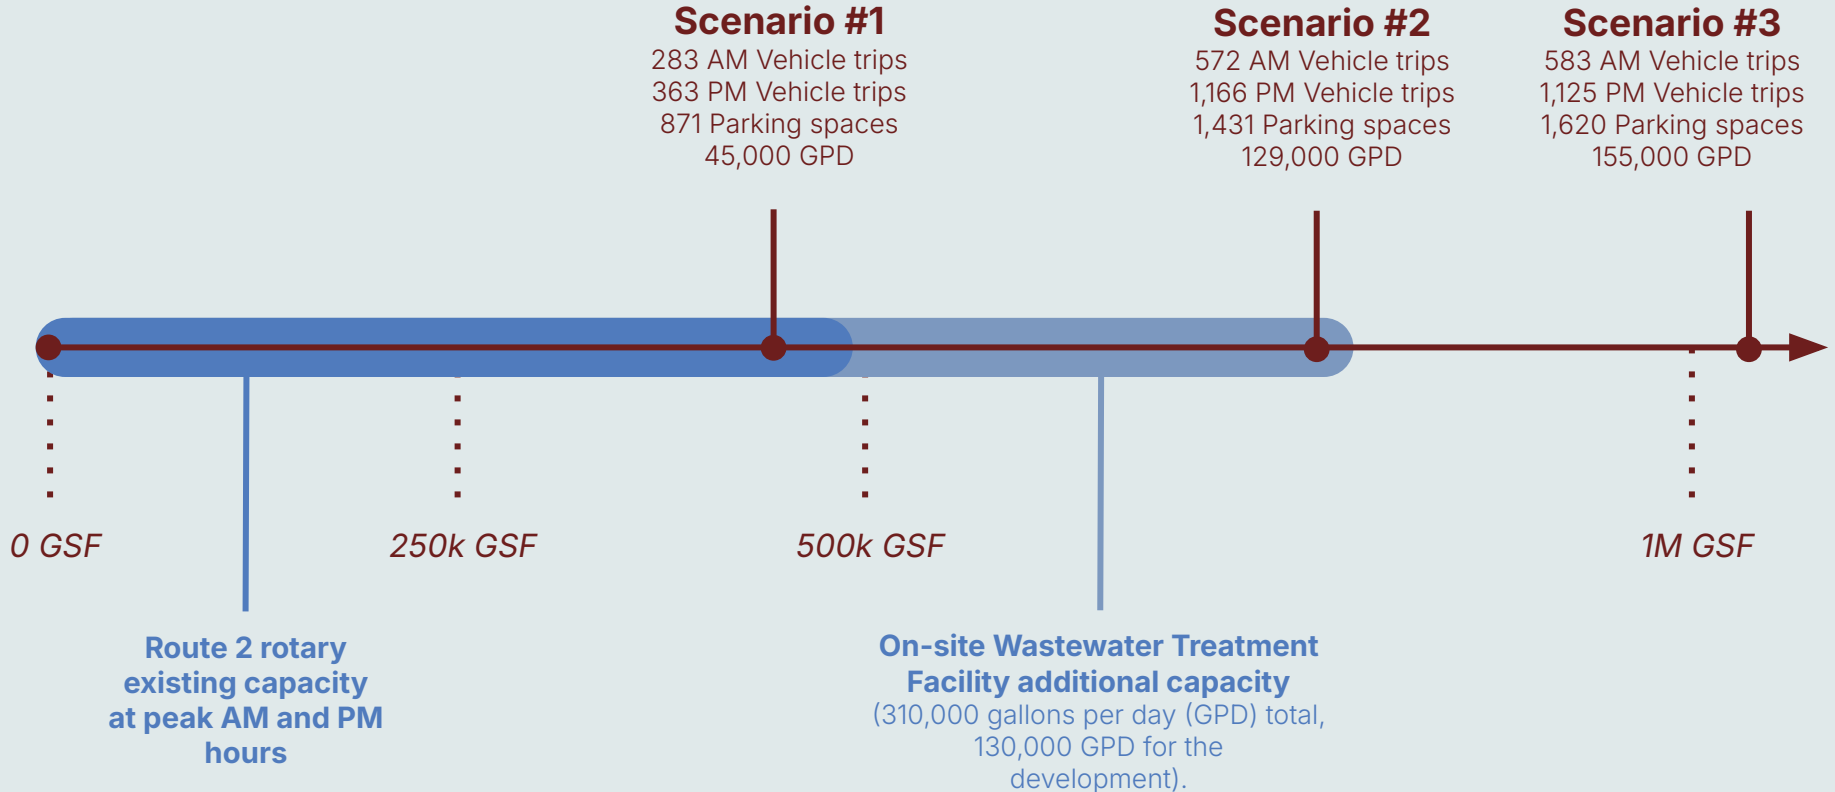 Scenario #1
283 AM Vehicle trips
363 PM Vehicle trips
871 Parking spaces
45,000 GPD
Scenario #2
572 AM Vehicle trips
1,166 PM Vehicle trips
1,431 Parking spaces
129,000 GPD
Scenario #3
583 AM Vehicle trips
1,125 PM Vehicle trips
1,620 Parking spaces
155,000 GPD
0 GSF
250k GSF
500k GSF
1M GSF
Route 2 rotary
existing capacity
at peak AM and PM
hours
On-site Wastewater Treatment
Facility additional capacity
(310,000 gallons per day (GPD) total,
130,000 GPD for the
development).